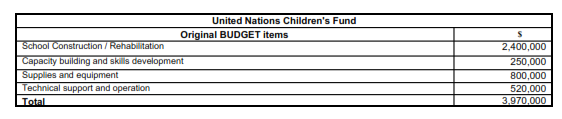 United Nations Children's Fund
Original BUDGET items $
School Construction / Rehabilitation 2,400,000
Capacity building and skills development 250,000
Supplies and equipment 800,000
Technical support and operation 520,000
Total 3,970,000